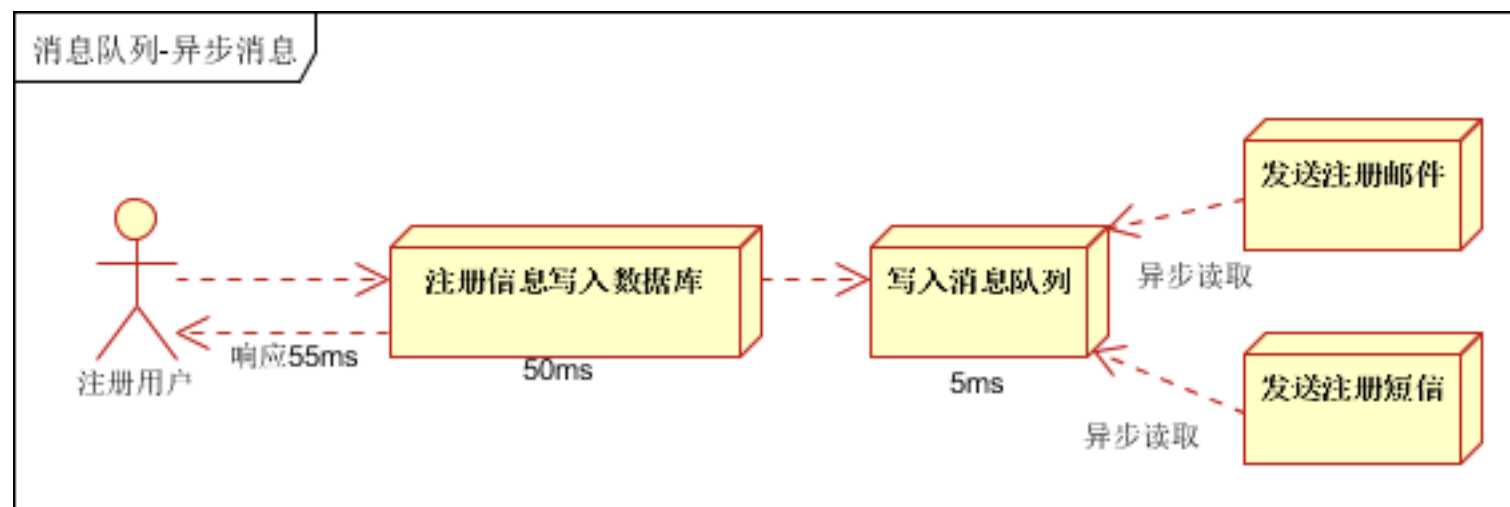 消息队列-异步消息
发送注册邮件
注册信息写入数据库
写入消息队列
异步读取
响应55ms
50ms
5ms
注册用户
发送注册短信
异步读取